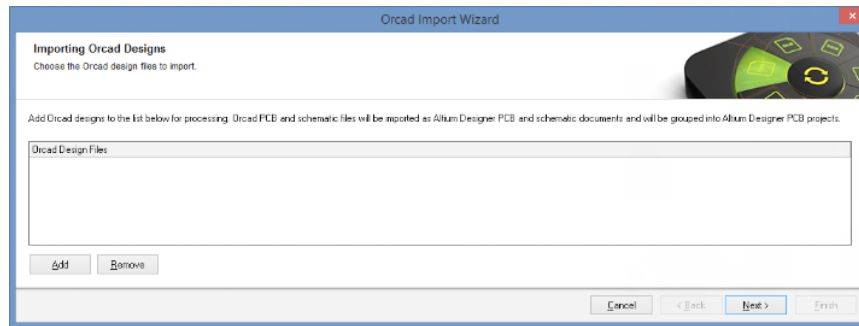 Orcad Import Wizard
Importing Orcad Designs
Choose the Orcad design files to import.
Add Orcad designs to the list below for processing. Orcad PCB and schematic files will be imported as Altium Designer PCB and schematic documents and will be grouped into Altium Designer PCB projects.
Orcad Design Files
Add Remove
Cancel < Back Next > Finish